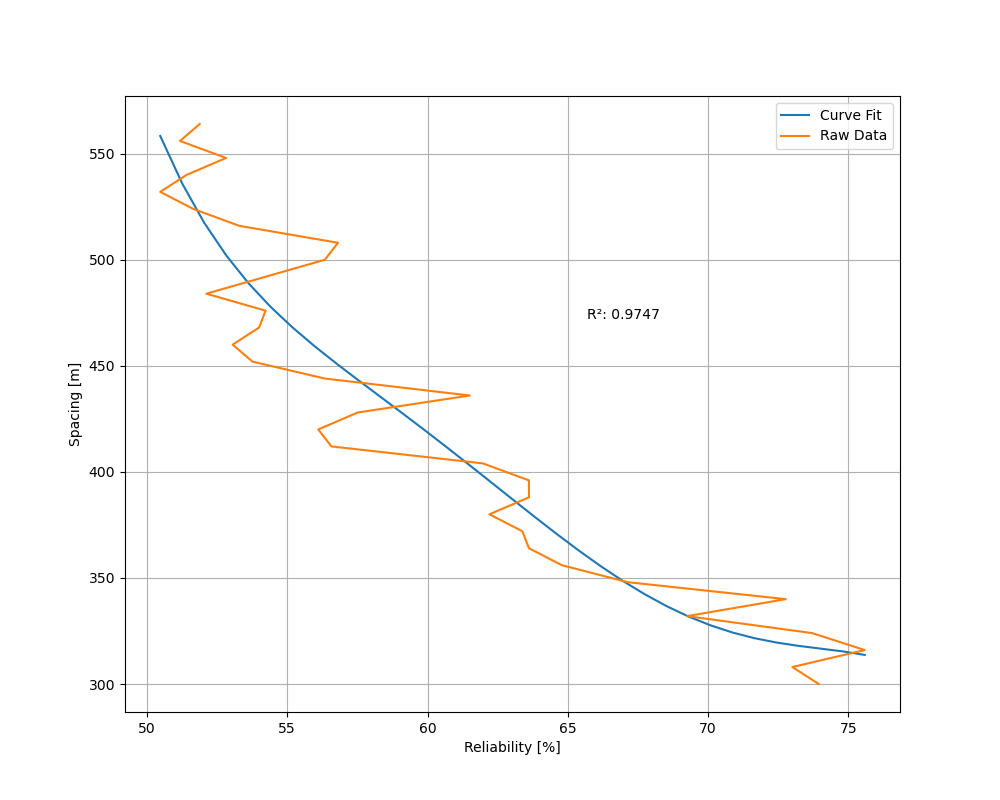 Curve Fit
Raw Data
550
500
R²: 0.9747
450
Spacing [m]
400
350
300
50 55 60 65 70 75
Reliability [%]